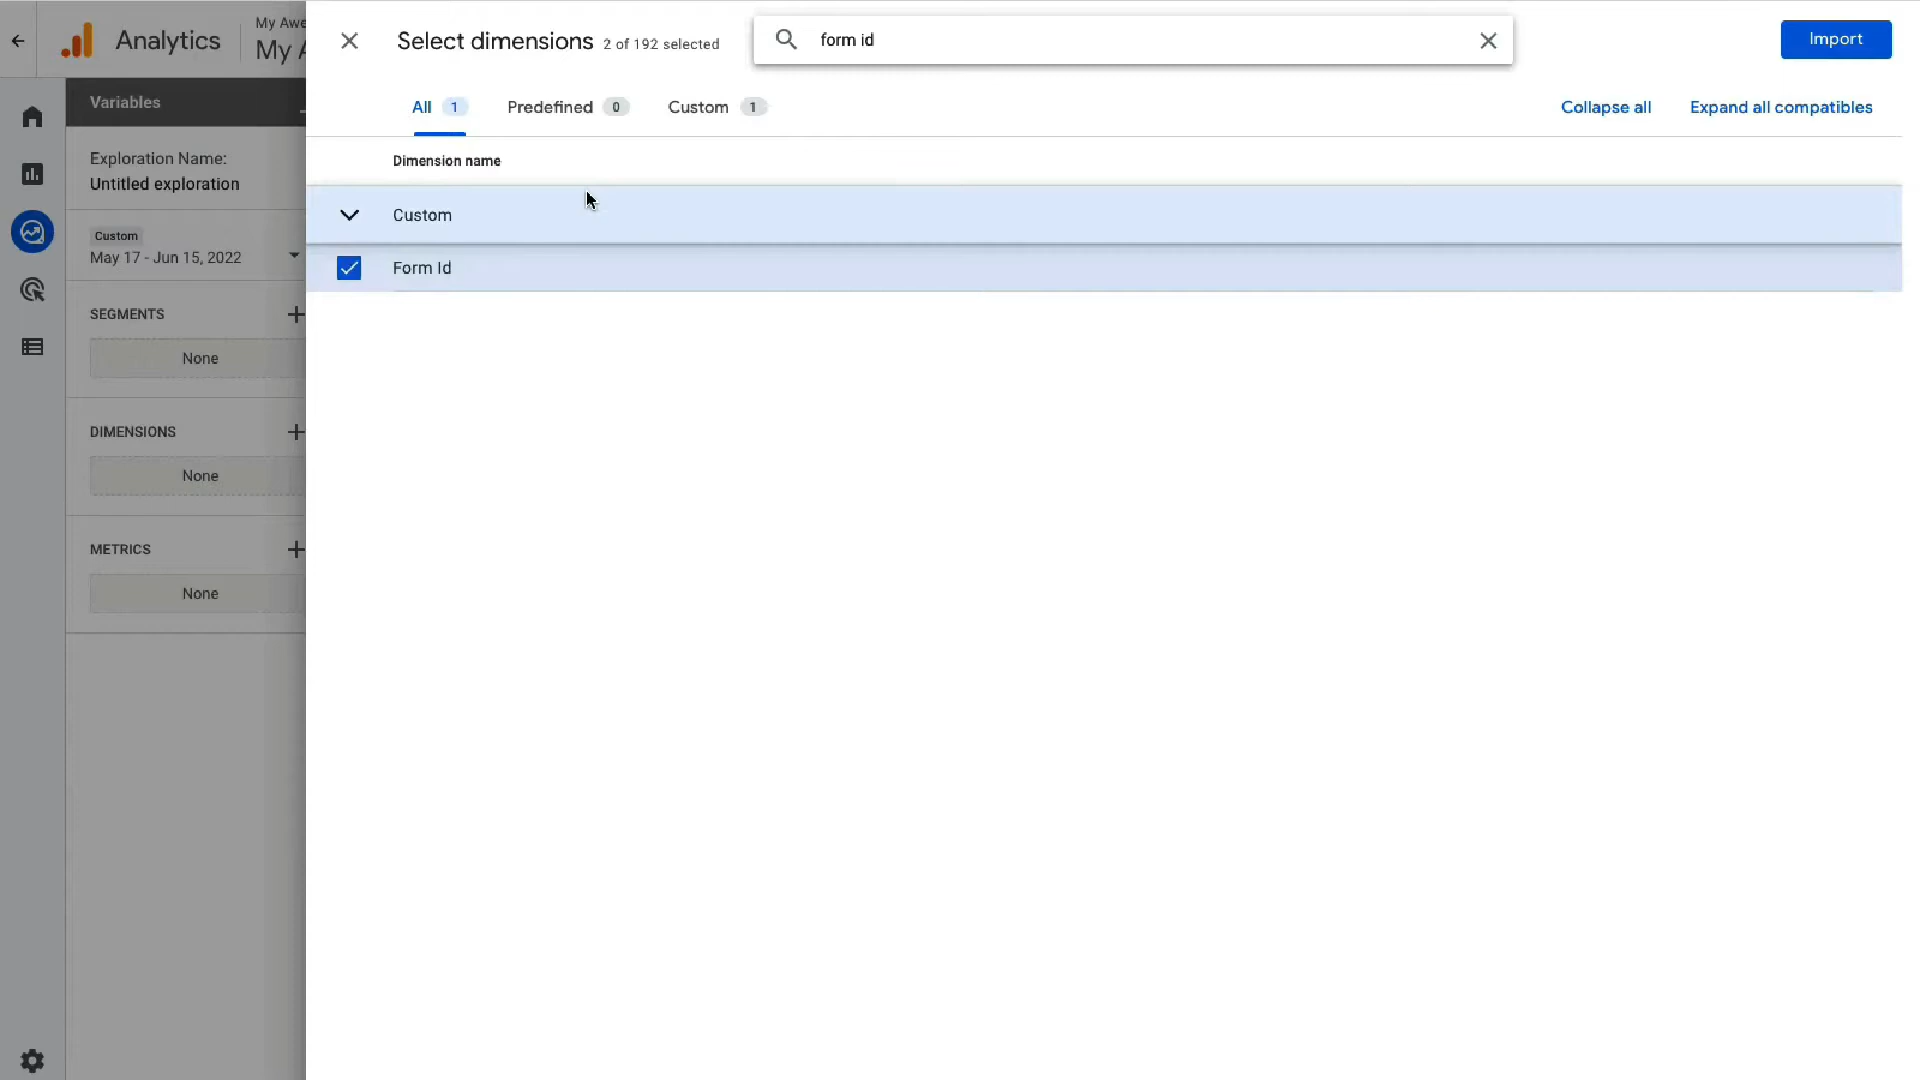 Analytics
My Awe
My A
Select dimensions 2 of 192 selected
form id
Import
Variables
All 1
Predefined 0
Custom 1
Collapse all
Expand all compatibles
Exploration Name:
Untitled exploration
Dimension name
Custom
Form Id
Custom
May 17 - Jun 15, 2022
SEGMENTS
None
DIMENSIONS
None
METRICS
None